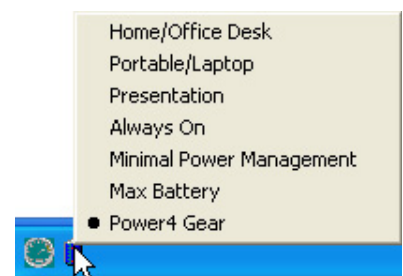 Home/Office Desk
Portable/Laptop
Presentation
Always On
Minimal Power Management
Max Battery
Power4 Gear